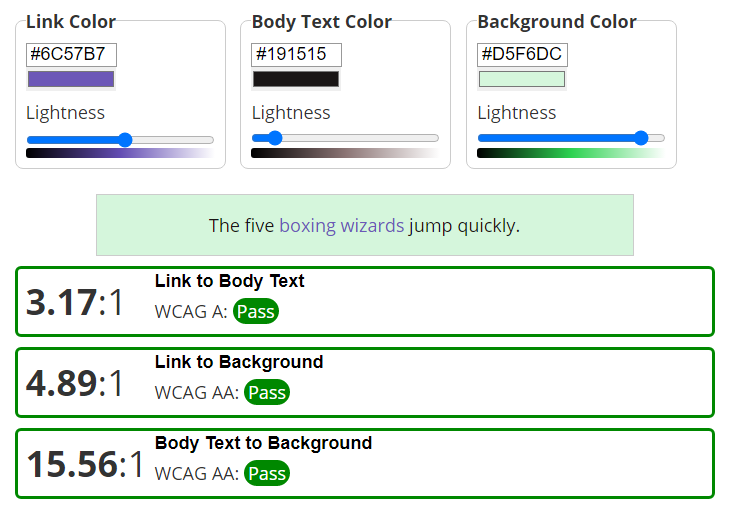 Link Color Body Text Color Background Color
#6C57B7 #191515 #D5F6DC
Lightness Lightness Lightness
The five boxing wizards jump quickly.
3.17:1 Link to Body Text
WCAG A: Pass
4.89:1 Link to Background
WCAG AA: Pass
15.56:1 Body Text to Background
WCAG AA: Pass